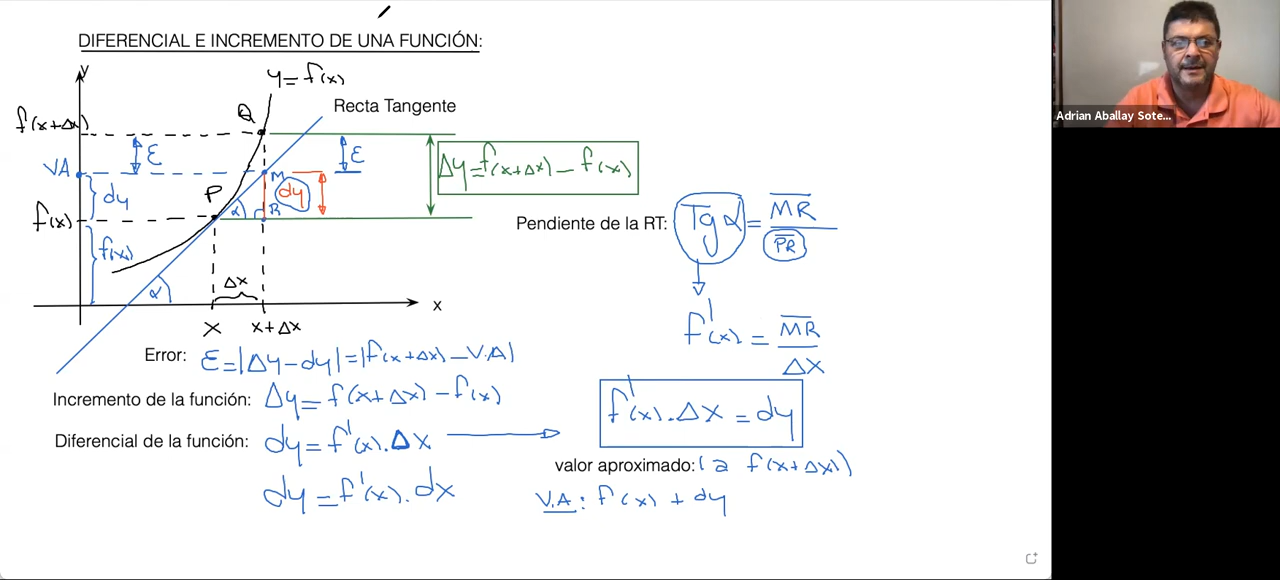 DIFERENCIAL E INCREMENTO DE UNA FUNCIÓN:
y
y = f(x)
Recta Tangente
f(x+Δx)
Q
ε
ε
VA
M
Δy = f(x+Δx) - f(x)
dy
dy
P
α
R
f(x)
f(x)
Pendiente de la RT: Tg α = MR / PR
Δx
α
x
x
x+Δx
f'(x) = MR / Δx
Error: ε = |Δy - dy| = |f(x+Δx) - V.A|
Incremento de la función: Δy = f(x+Δx) - f(x)
f'(x). Δx = dy
Diferencial de la función: dy = f'(x). Δx
valor aproximado: (a f(x+Δx))
dy = f'(x). dx
V.A: f(x) + dy
Adrian Aballay Sote...